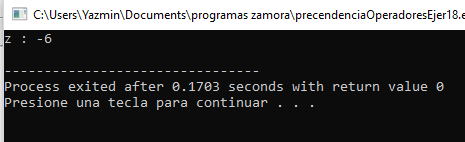 C:\Users\Yazmin\Documents\programas zamora\precendenciaOperadoresEjer18.e
z : -6
--------------------------------
Process exited after 0.1703 seconds with return value 0
Presione una tecla para continuar . . .